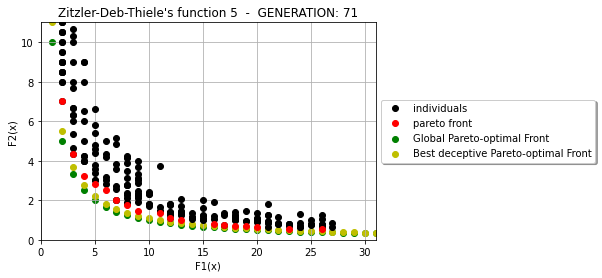 Zitzler-Deb-Thiele's function 5 - GENERATION: 71
10
8
6
4
2
0
F2(x)
0 5 10 15 20 25 30
F1(x)
individuals
pareto front
Global Pareto-optimal Front
Best deceptive Pareto-optimal Front